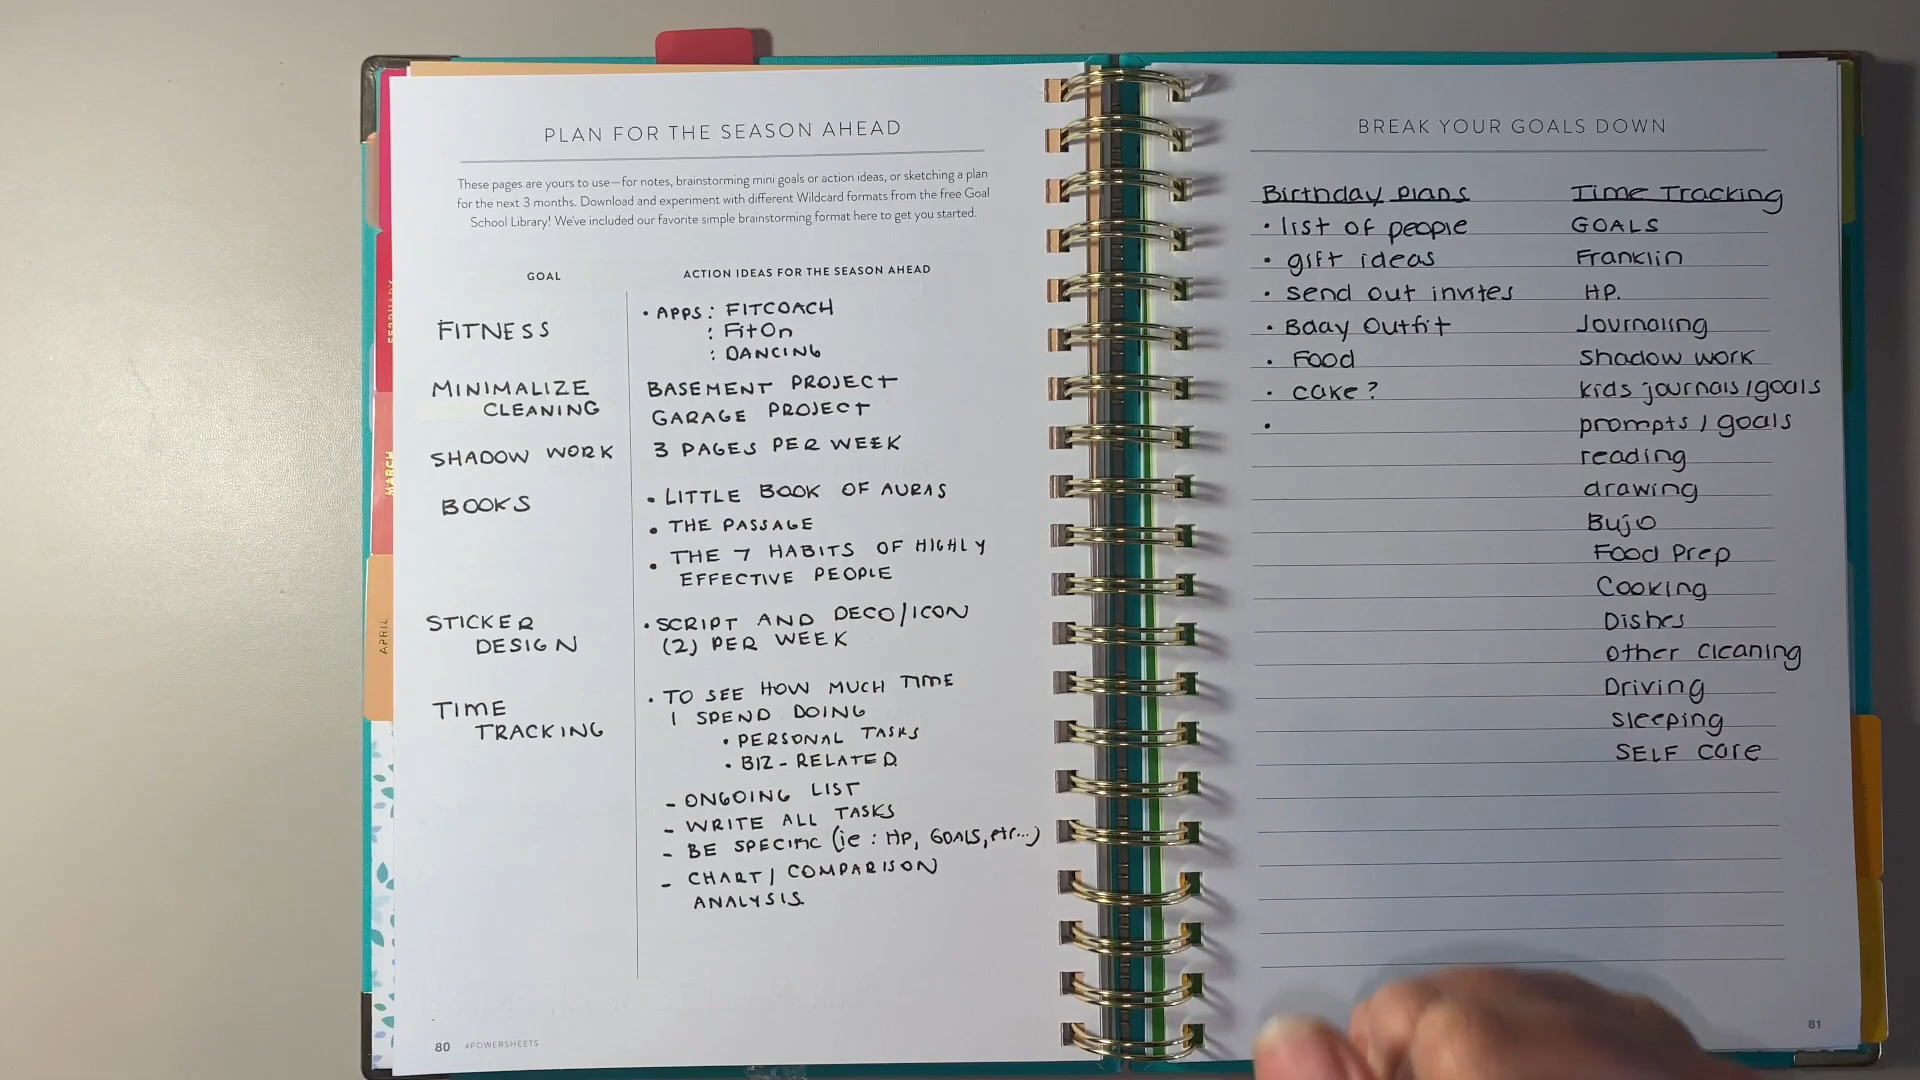 PLAN FOR THE SEASON AHEAD
These pages are yours to use—for notes, brainstorming mini goals or action ideas, or sketching a plan
for the next 3 months. Download and experiment with different Wildcard formats from the free Goal
School Library! We've included our favorite simple brainstorming format here to get you started.
GOAL
ACTION IDEAS FOR THE SEASON AHEAD
FITNESS
• APPS : FITCOACH
: FitOn
: DANCING
MINIMALIZE
CLEANING
BASEMENT PROJECT
GARAGE PROJECT
SHADOW WORK
3 PAGES PER WEEK
BOOKS
• LITTLE BOOK OF AURAS
• THE PASSAGE
• THE 7 HABITS OF HIGHLY
EFFECTIVE PEOPLE
STICKER
DESIGN
• SCRIPT AND DECO/ICON
(2) PER WEEK
TIME
TRACKING
• TO SEE HOW MUCH TIME
I SPEND DOING
• PERSONAL TASKS
• BIZ-RELATED
- ONGOING LIST
- WRITE ALL TASKS
- BE SPECIFIC (ie : HP, GOALS, etc...)
- CHART/COMPARISON
ANALYSIS
80 #POWERSHEETS
MARCH
APRIL
BREAK YOUR GOALS DOWN
Birthday Plans
• list of people
• gift ideas
• send out invites
• Bday Outfit
• Food
• cake?
•
Time Tracking
GOALS
Franklin
HP.
Journaling
Shadow work
kids journals/goals
prompts/goals
reading
drawing
Bujo
Food Prep
Cooking
Dishes
other cleaning
Driving
sleeping
SELF care
81